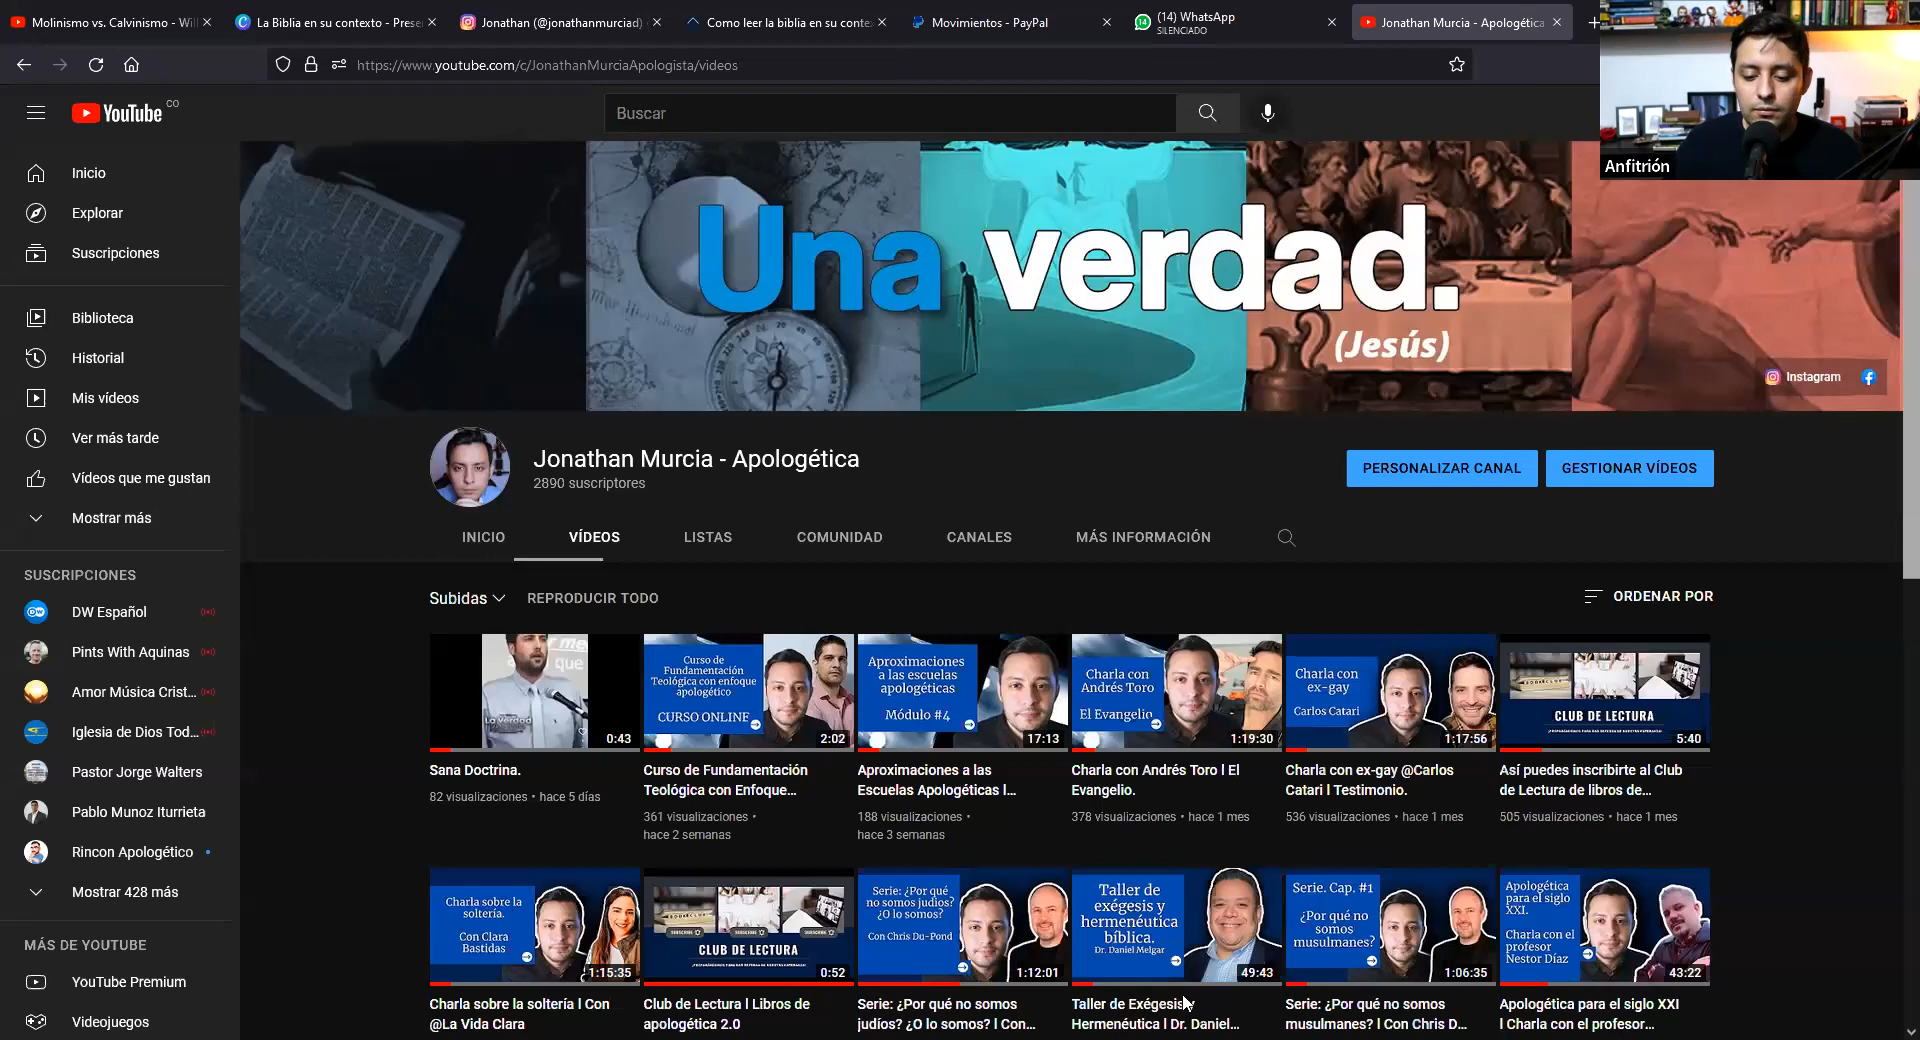 Molinismo vs. Calvinismo - Wil
La Biblia en su contexto - Prese
Jonathan (@jonathanmurciad)
Como leer la biblia en su conte
Movimientos - PayPal
(14) WhatsApp
SILENCIADO
Jonathan Murcia - Apologética
https://www.youtube.com/c/JonathanMurciaApologista/videos
Anfitrión
YouTube CO
Buscar
Inicio
Explorar
Suscripciones
Biblioteca
Historial
Mis vídeos
Ver más tarde
Vídeos que me gustan
Mostrar más
SUSCRIPCIONES
DW Español
Pints With Aquinas
Amor Música Crist...
Iglesia de Dios Tod...
Pastor Jorge Walters
Pablo Munoz Iturrieta
Rincon Apologético
Mostrar 428 más
MÁS DE YOUTUBE
YouTube Premium
Videojuegos
Una verdad.
(Jesús)
Instagram
Jonathan Murcia - Apologética
2890 suscriptores
PERSONALIZAR CANAL
GESTIONAR VÍDEOS
INICIO
VÍDEOS
LISTAS
COMUNIDAD
CANALES
MÁS INFORMACIÓN
Subidas
REPRODUCIR TODO
ORDENAR POR
que
La Verdad
0:43
Sana Doctrina.
82 visualizaciones • hace 5 días
Curso de
Fundamentación
Teológica con enfoque
apologético
CURSO ONLINE
2:02
Curso de Fundamentación
Teológica con Enfoque...
361 visualizaciones •
hace 2 semanas
Aproximaciones
a las escuelas
apologéticas
Módulo #4
17:13
Aproximaciones a las
Escuelas Apologéticas l...
188 visualizaciones •
hace 3 semanas
Charla con
Andrés Toro
El Evangelio
1:19:30
Charla con Andrés Toro l El
Evangelio.
378 visualizaciones • hace 1 mes
Charla con
ex-gay
Carlos Catari
1:17:56
Charla con ex-gay @Carlos
Catari l Testimonio.
536 visualizaciones • hace 1 mes
CLUB DE LECTURA
5:40
Así puedes inscribirte al Club
de Lectura de libros de...
505 visualizaciones • hace 1 mes
Charla sobre la
soltería.
Con Clara
Bastidas
1:15:35
Charla sobre la soltería l Con
@La Vida Clara
SUBSCRIBE
SUBSCRIBE
SUBSCRIBE
CLUB DE LECTURA
0:52
Club de Lectura l Libros de
apologética 2.0
Serie: ¿Por qué
no somos judíos?
¿O lo somos?
Con Chris Du-Pond
1:12:01
Serie: ¿Por qué no somos
judíos? ¿O lo somos? l Con...
Taller de
exégesis y
hermenéutica
bíblica.
Dr. Daniel Melgar
49:43
Taller de Exégesis y
Hermenéutica l Dr. Daniel...
Serie. Cap. #1
¿Por qué no
somos
musulmanes?
1:06:35
Serie: ¿Por qué no somos
musulmanes? l Con Chris D...
Apologética
para el siglo
XXI.
Charla con el
profesor
Nestor Díaz
43:22
Apologética para el siglo XXI
l Charla con el profesor...